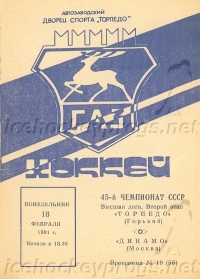 АВТОЗАВОДСКИЙ
ДВОРЕЦ СПОРТА „ТОРПЕДО“
ГАЗ
ХОККЕЙ
ПОНЕДЕЛЬНИК
18
ФЕВРАЛЯ
1991 г.
Начало в 18.30
45-й ЧЕМПИОНАТ СССР
Высшая лига. Второй этап
«ТОРПЕДО»
(Горький)
«ДИНАМО»
(Москва)
Программа № 19